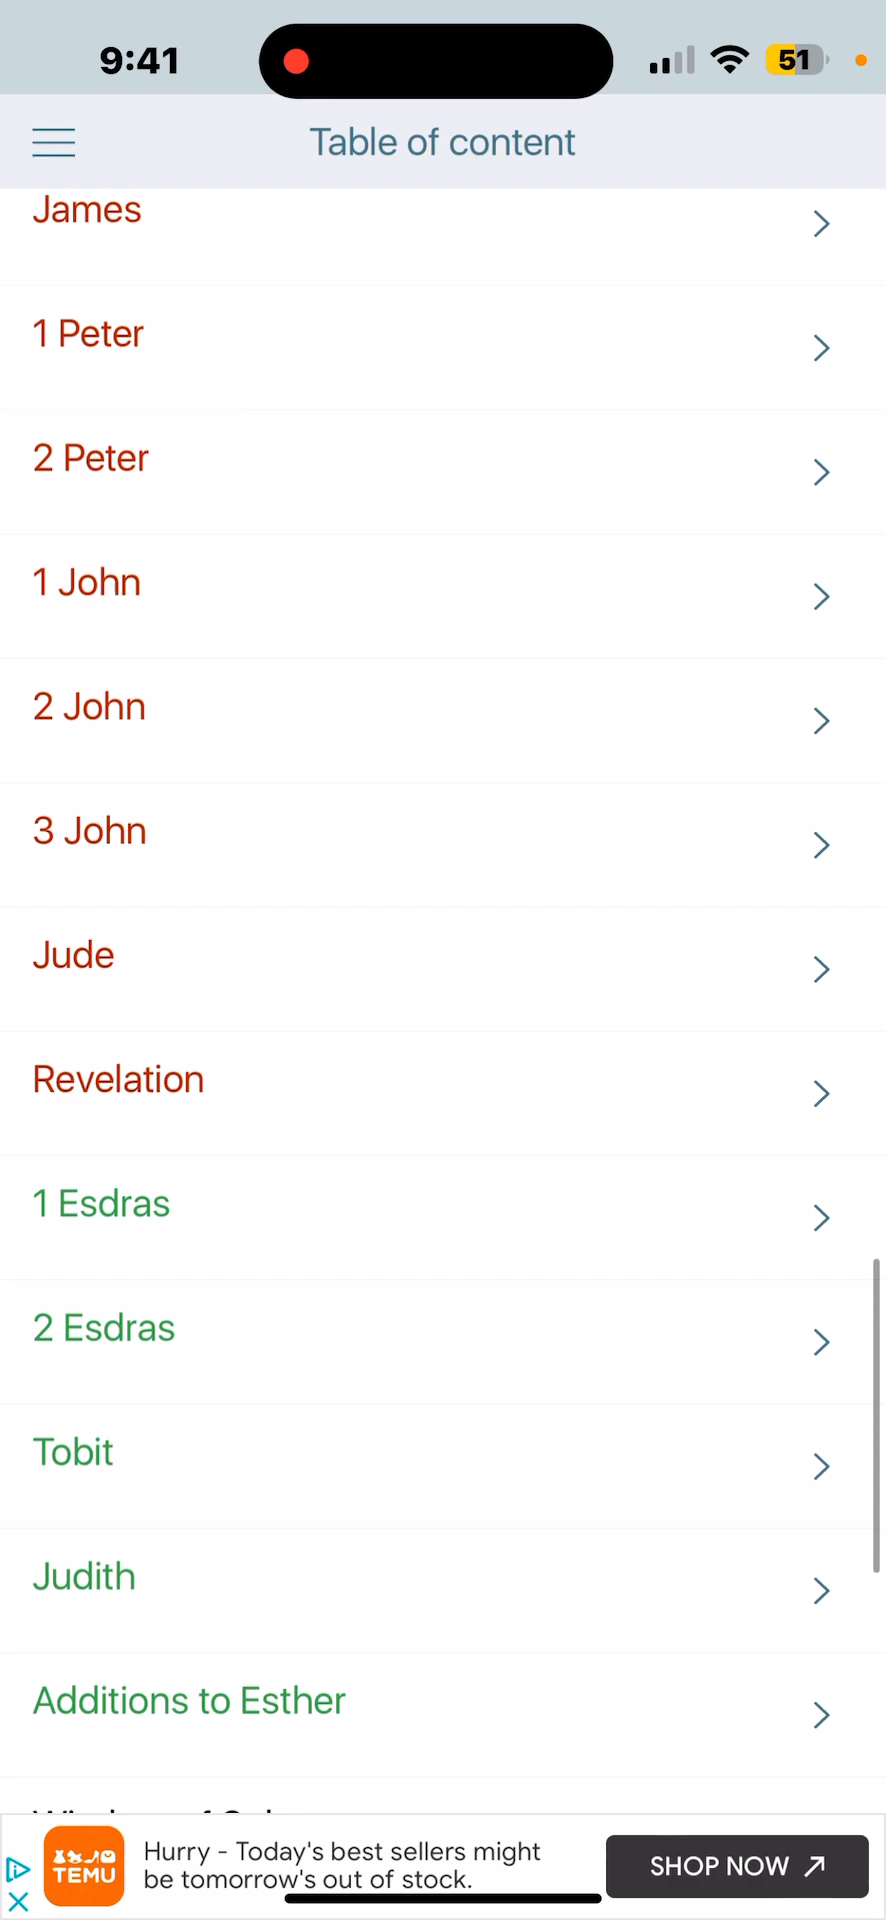 9:41
51
Table of content
James
1 Peter
2 Peter
1 John
2 John
3 John
Jude
Revelation
1 Esdras
2 Esdras
Tobit
Judith
Additions to Esther
TEMU
Hurry - Today's best sellers might
be tomorrow's out of stock.
SHOP NOW